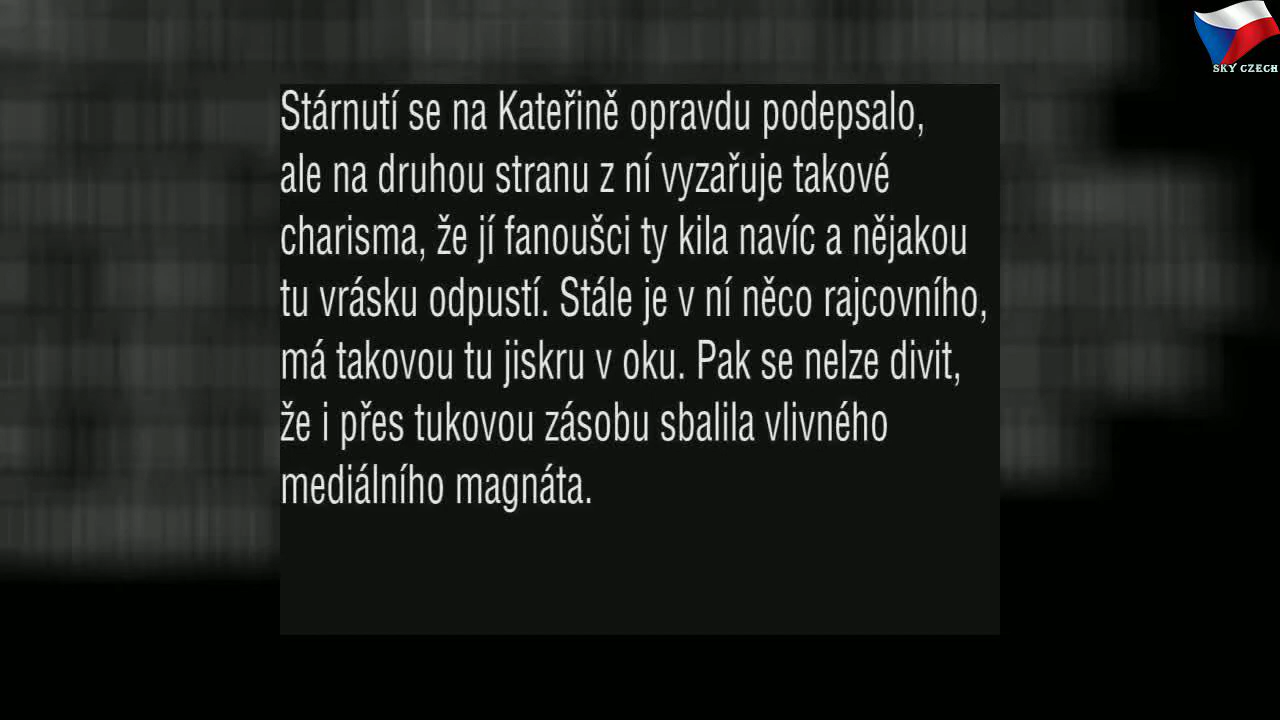 SKY CZECH
Stárnutí se na Kateřině opravdu podepsalo,
ale na druhou stranu z ní vyzařuje takové
charisma, že jí fanoušci ty kila navíc a nějakou
tu vrásku odpustí. Stále je v ní něco rajcovního,
má takovou tu jiskru v oku. Pak se nelze divit,
že i přes tukovou zásobu sbalila vlivného
mediálního magnáta.